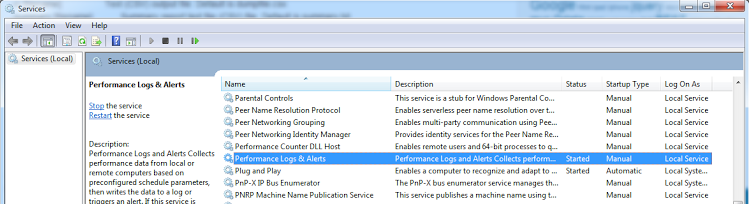 Services
File Action View Help
Services (Local)
Services (Local)
Performance Logs & Alerts
Stop the service
Restart the service
Description:
Performance Logs and Alerts Collects
performance data from local or
remote computers based on
preconfigured schedule parameters,
then writes the data to a log or
triggers an alert. If this service is
Name Description Status Startup Type Log On As
Parental Controls This service is a stub for Windows Parental Co... Manual Local Service
Peer Name Resolution Protocol Enables serverless peer name resolution over t... Manual Local Service
Peer Networking Grouping Enables multi-party communication using Pee... Manual Local Service
Peer Networking Identity Manager Provides identity services for the Peer Name Re... Manual Local Service
Performance Counter DLL Host Enables remote users and 64-bit processes to q... Manual Local Service
Performance Logs & Alerts Performance Logs and Alerts Collects perform... Started Manual Local Service
Plug and Play Enables a computer to recognize and adapt to ... Started Automatic Local Syste...
PnP-X IP Bus Enumerator The PnP-X bus enumerator service manages th... Manual Local Syste...
PNRP Machine Name Publication Service This service publishes a machine name using t... Manual Local Service